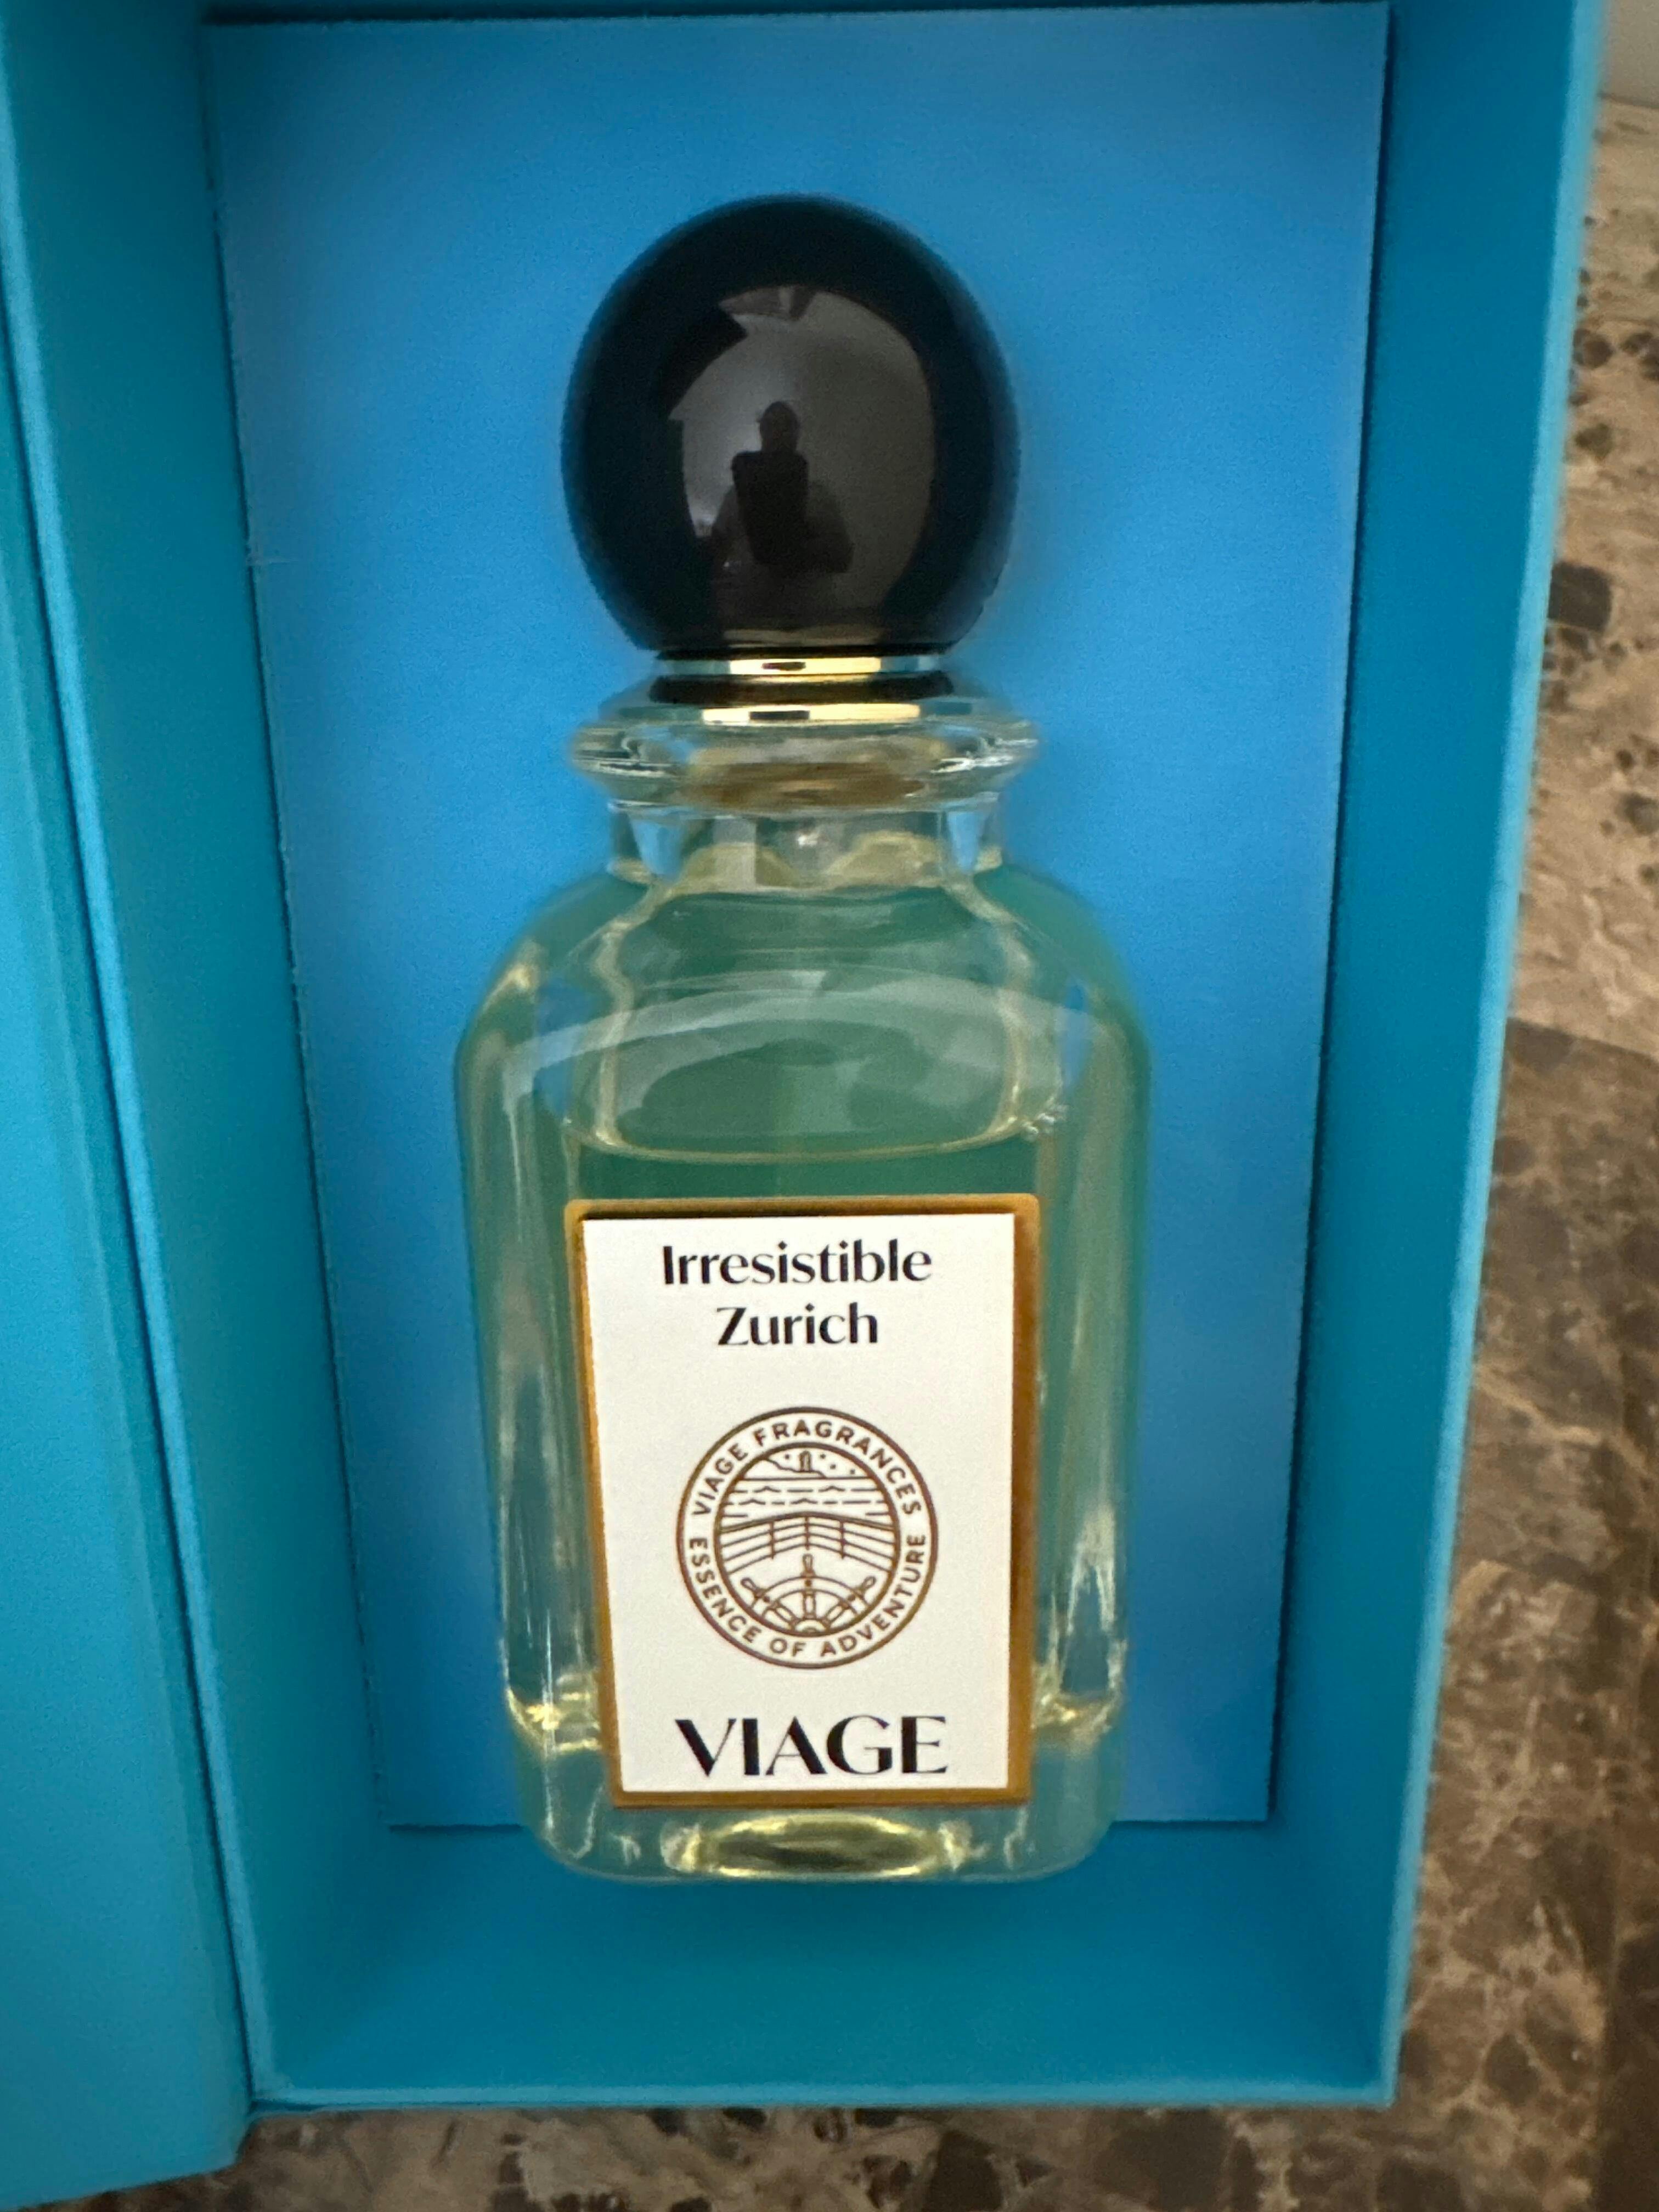 Irresistible
Zurich
VIAGE FRAGRANCES
ESSENCE OF ADVENTURE
VIAGE